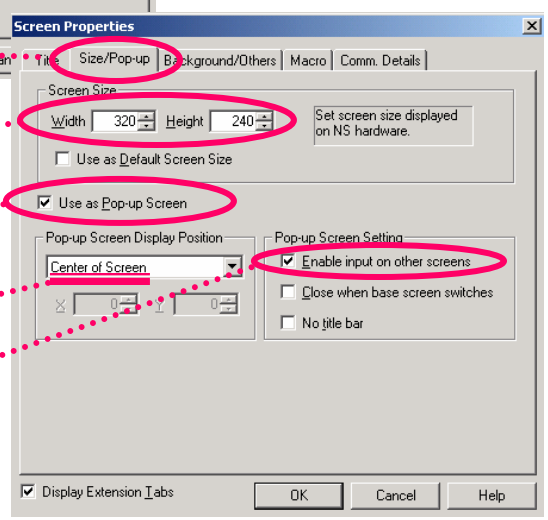 Screen Properties
an
Title Size/Pop-up Background/Others Macro Comm. Details
Screen Size
Width 320 Height 240
Set screen size displayed
on NS hardware.
Use as Default Screen Size
Use as Pop-up Screen
Pop-up Screen Display Position
Pop-up Screen Setting
Center of Screen
Enable input on other screens
X 0 Y 0
Close when base screen switches
No title bar
Display Extension Tabs
OK Cancel Help